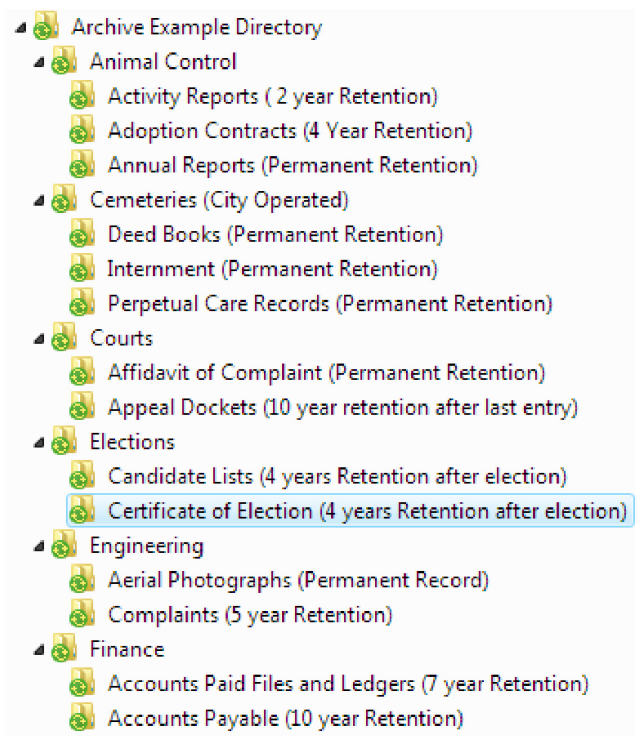 Archive Example Directory
Animal Control
Activity Reports ( 2 year Retention)
Adoption Contracts (4 Year Retention)
Annual Reports (Permanent Retention)
Cemeteries (City Operated)
Deed Books (Permanent Retention)
Internment (Permanent Retention)
Perpetual Care Records (Permanent Retention)
Courts
Affidavit of Complaint (Permanent Retention)
Appeal Dockets (10 year retention after last entry)
Elections
Candidate Lists (4 years Retention after election)
Certificate of Election (4 years Retention after election)
Engineering
Aerial Photographs (Permanent Record)
Complaints (5 year Retention)
Finance
Accounts Paid Files and Ledgers (7 year Retention)
Accounts Payable (10 year Retention)